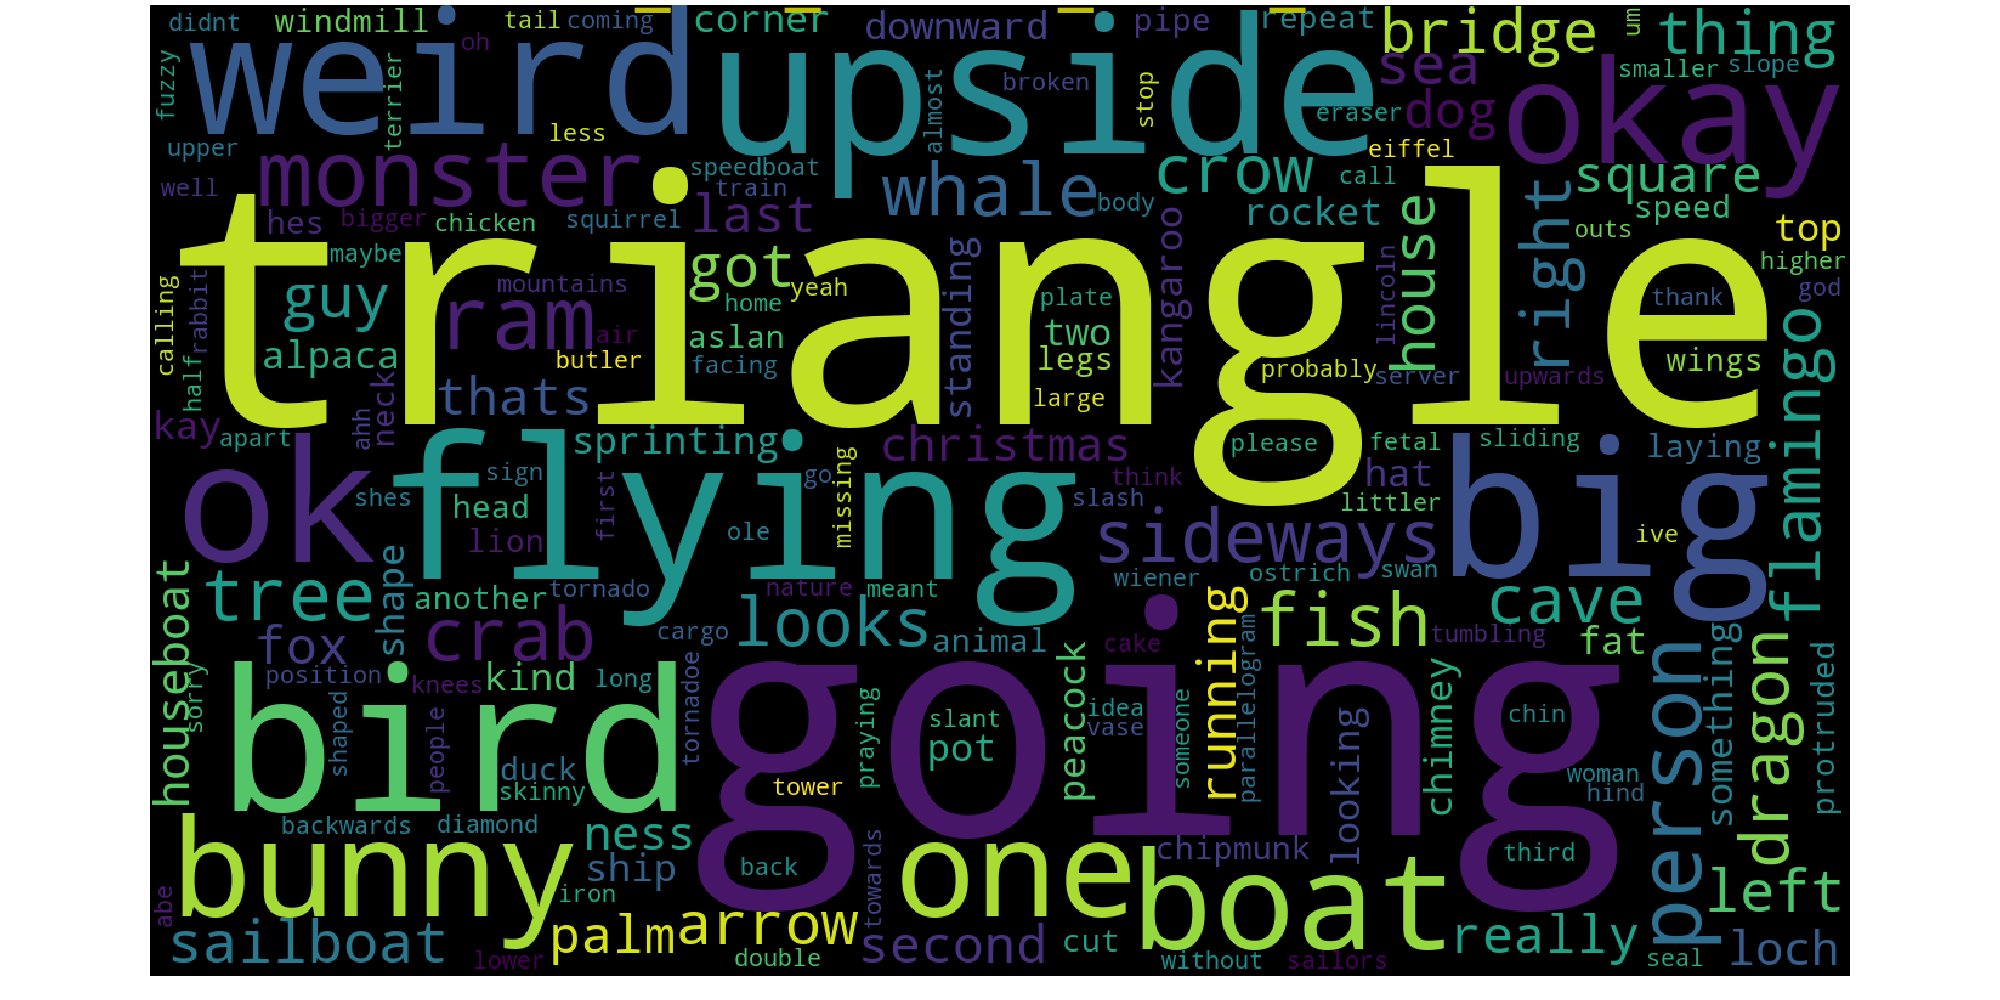 didnt windmill tail coming corner downward pipe repeat bridge um thing
oh
weird upside okay
fuzzy terrier less almost broken stop sea dog eraser smaller slope
upper monster speedboat whale crow eiffel square
well train body call
hes bigger chicken squirrel last rocket house right speed top
maybe outs higher
triangle
calling rabbit guy mountains ram got yeah standing plate kangaroo lincoln thank god
home
half alpaca air aslan two wings
butler facing legs probably server upwards
kay neck thats large flamingo
apart ahh sprinting christmas please fetal sliding laying
ok flying big
shes sign first go missing think hat
head slash littler
lion ole sideways ive
houseboat tree shape tornado nature meant wiener ostrich swan cave
another
fox crab cargo looks animal cake running fish tumbling fat
position knees kind long tornadoe peacock parallelogram person something dragon protruded
sorry
bird going
shaped people duck praying slant pot idea vase someone looking chimney chin
skinny tower woman hind
backwards diamond ness
bunny ship back one chipmunk third left
abe iron towards boat
sailboat palm arrow second cut really loch
lower double without sailors seal